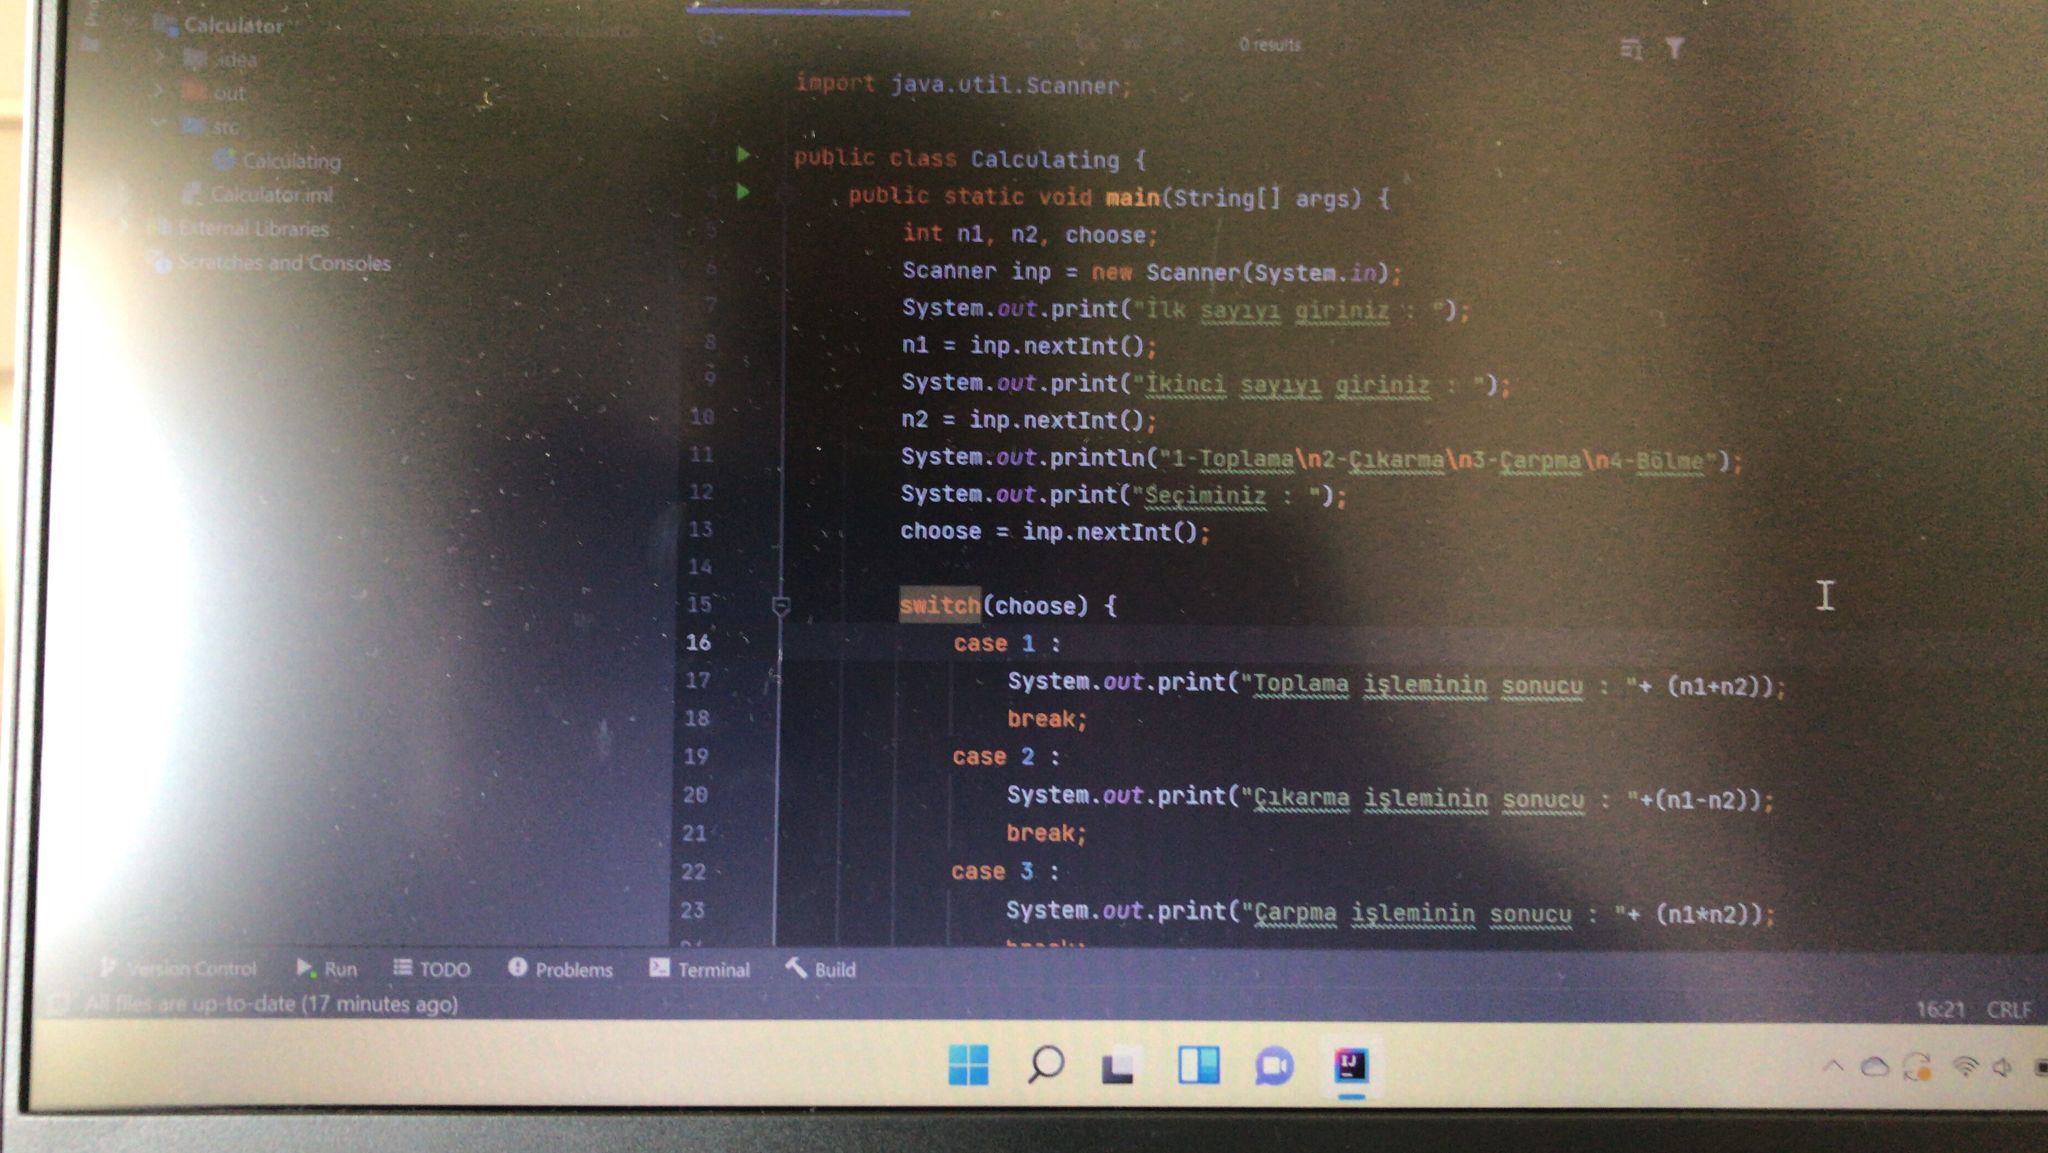 Calculator
.idea
out
src
Calculating
Calculator.iml
External Libraries
Scratches and Consoles
0 results
import java.util.Scanner;
2
3 public class Calculating {
4 public static void main(String[] args) {
5 int n1, n2, choose;
6 Scanner inp = new Scanner(System.in);
7 System.out.print("İlk sayıyı giriniz : ");
8 n1 = inp.nextInt();
9 System.out.print("İkinci sayıyı giriniz : ");
10 n2 = inp.nextInt();
11 System.out.println("1-Toplama\n2-Çıkarma\n3-Çarpma\n4-Bölme");
12 System.out.print("Seçiminiz : ");
13 choose = inp.nextInt();
14
15 switch(choose) {
16 case 1 :
17 System.out.print("Toplama işleminin sonucu : "+ (n1+n2));
18 break;
19 case 2 :
20 System.out.print("Çıkarma işleminin sonucu : "+(n1-n2));
21 break;
22 case 3 :
23 System.out.print("Çarpma işleminin sonucu : "+ (n1*n2));
break;
Version Control Run TODO Problems Terminal Build
All files are up-to-date (17 minutes ago)
16:21 CRLF
IJ